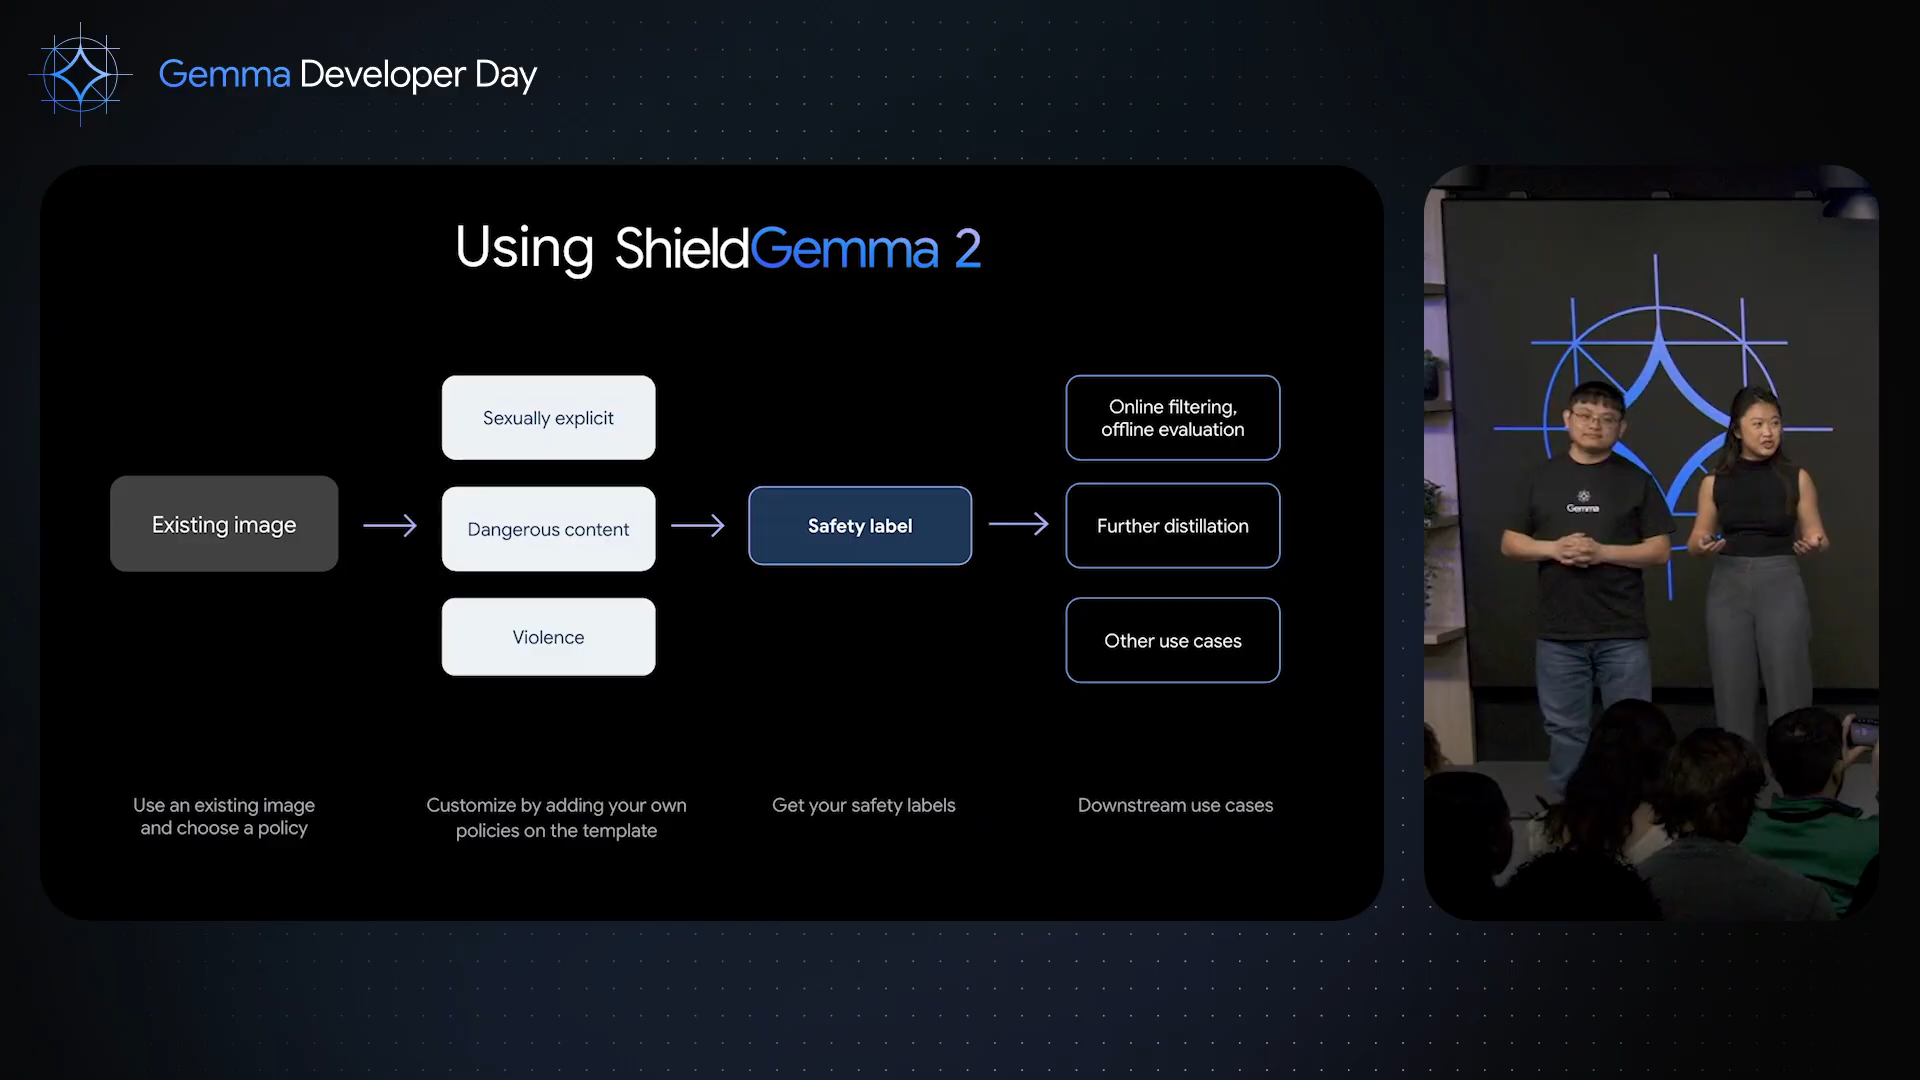 Gemma Developer Day
Using ShieldGemma 2
Existing image
Sexually explicit
Dangerous content
Violence
Safety label
Online filtering,
offline evaluation
Further distillation
Other use cases
Use an existing image
and choose a policy
Customize by adding your own
policies on the template
Get your safety labels
Downstream use cases
Gemma